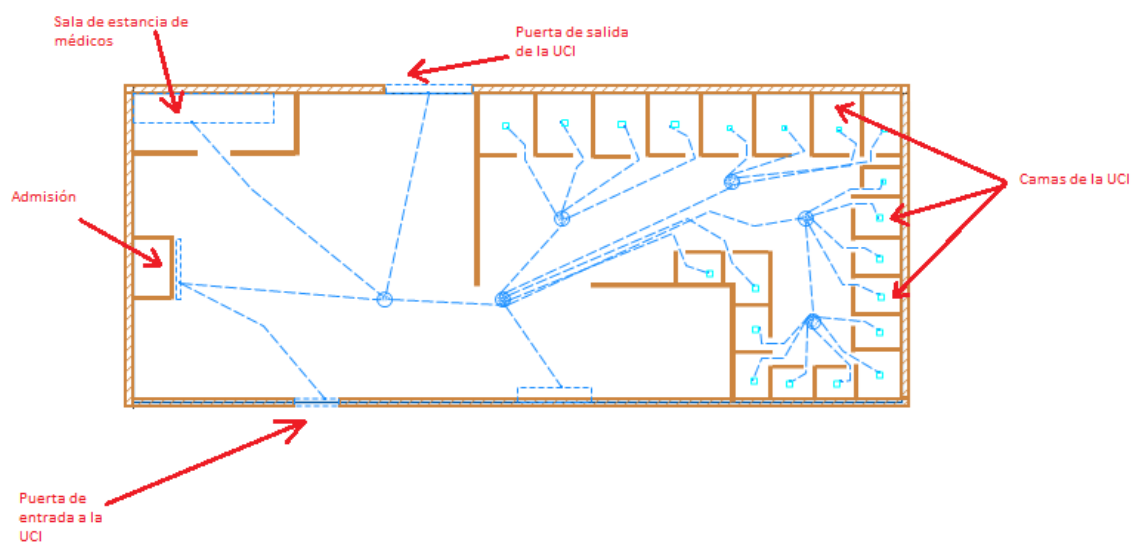 Sala de estancia de
médicos
Puerta de salida
de la UCI
Admisión
Camas de la UCI
Puerta de
entrada a la
UCI